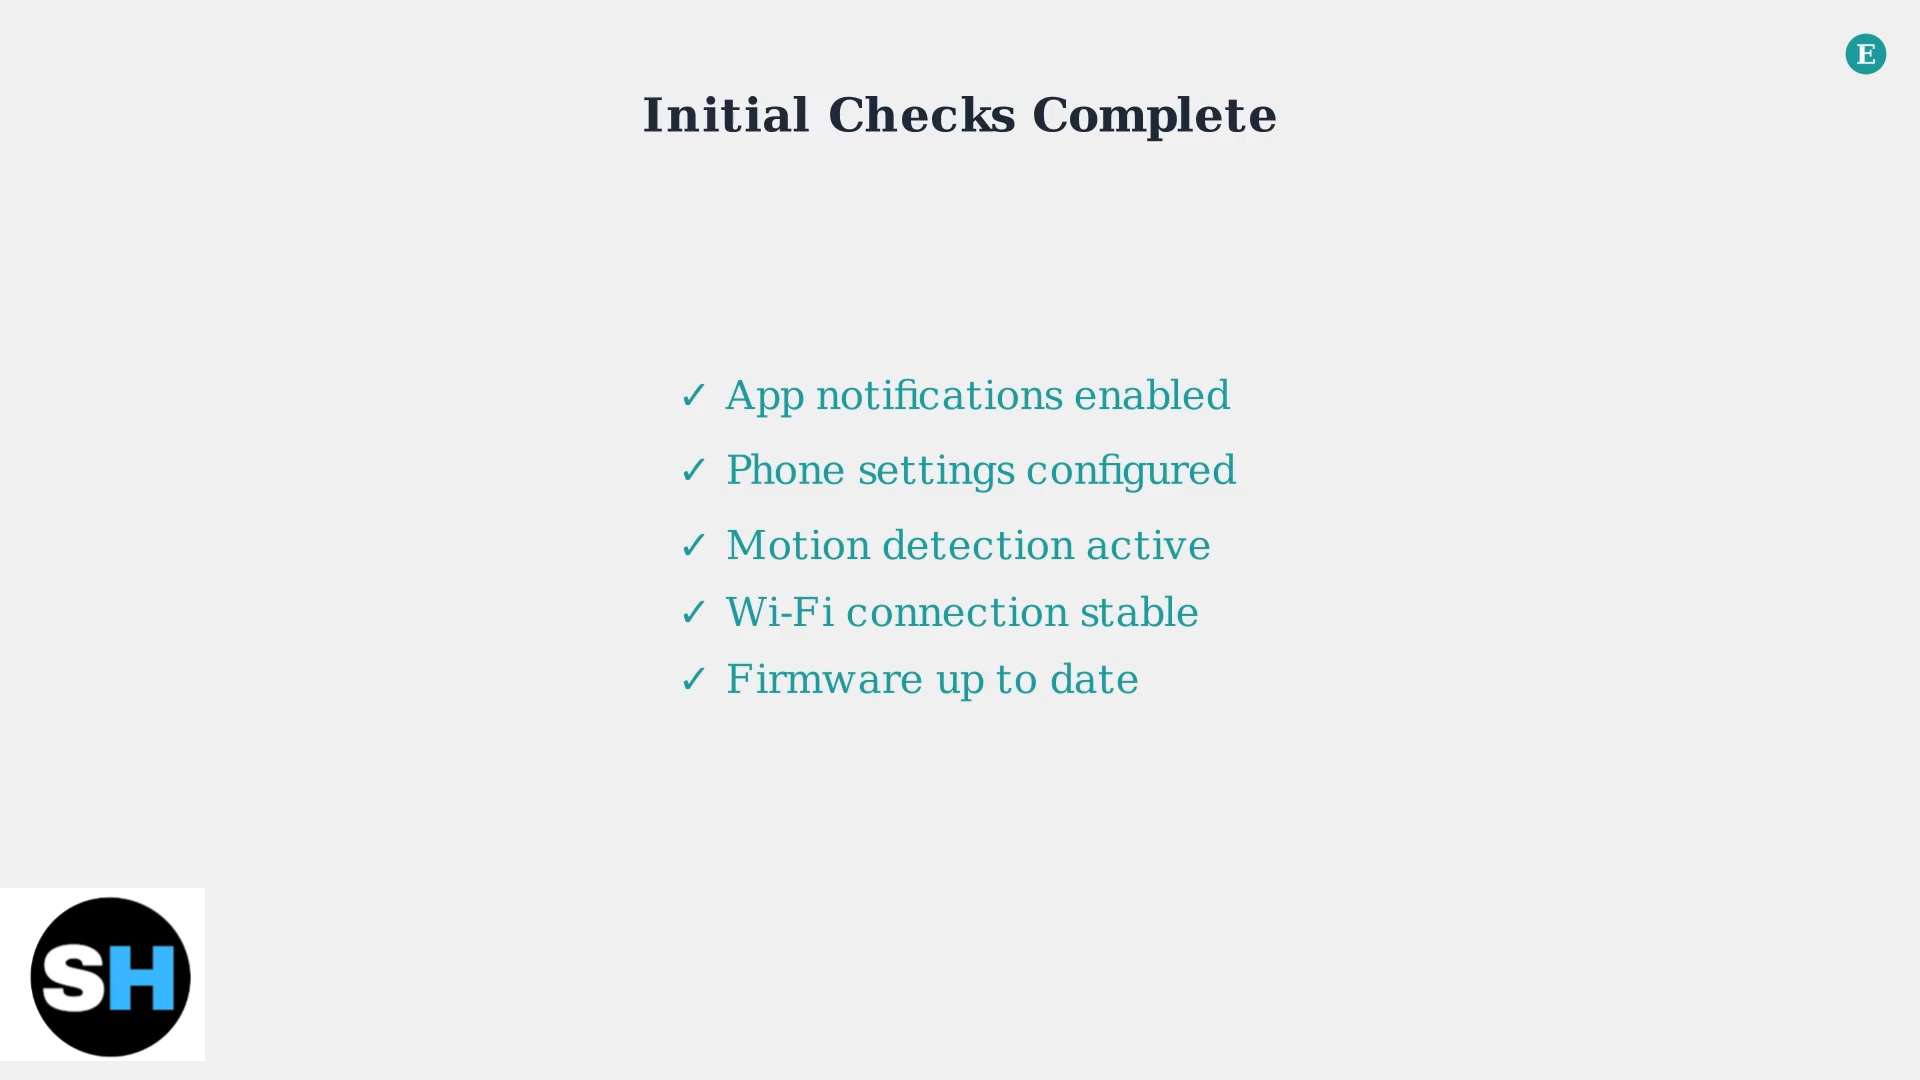 E
Initial Checks Complete
✓ App notifications enabled
✓ Phone settings configured
✓ Motion detection active
✓ Wi-Fi connection stable
✓ Firmware up to date
SH